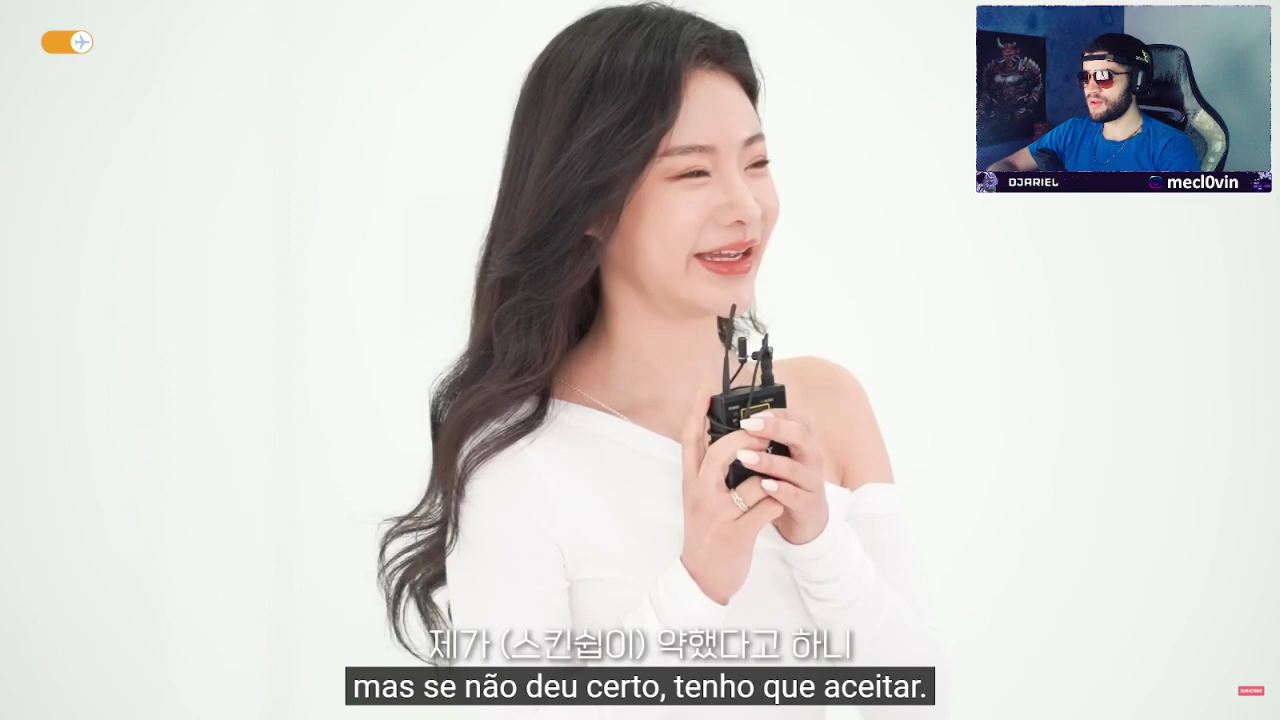 DJARIEL
mecl0vin
제가 (스킨쉽이) 약했다고 하니
mas se não deu certo, tenho que aceitar.
SUBSCRIBE